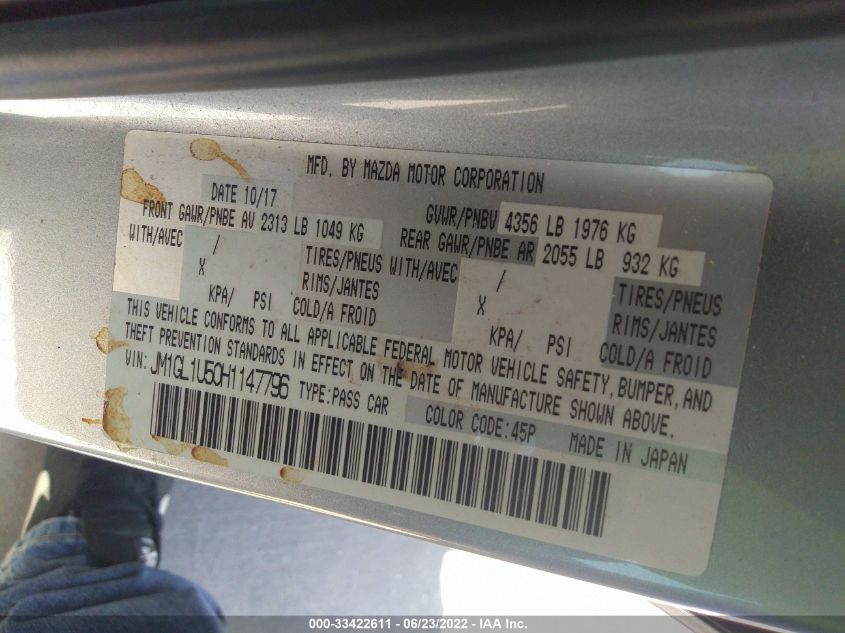 MFD. BY MAZDA MOTOR CORPORATION
DATE 10/17
GVWR/PNBV 4356 LB 1976 KG
FRONT GAWR/PNBE AV 2313 LB 1049 KG
REAR GAWR/PNBE AR 2055 LB 932 KG
WITH/AVEC / TIRES/PNEUS WITH/AVEC / TIRES/PNEUS
X RIMS/JANTES X RIMS/JANTES
KPA/ PSI COLD/A FROID KPA/ PSI COLD/A FROID
THIS VEHICLE CONFORMS TO ALL APPLICABLE FEDERAL MOTOR VEHICLE SAFETY, BUMPER, AND
THEFT PREVENTION STANDARDS IN EFFECT ON THE DATE OF MANUFACTURE SHOWN ABOVE.
VIN: JM1GL1U50H1147796 TYPE:PASS CAR
COLOR CODE:45P MADE IN JAPAN
000-33422611 - 06/23/2022 - IAA Inc.